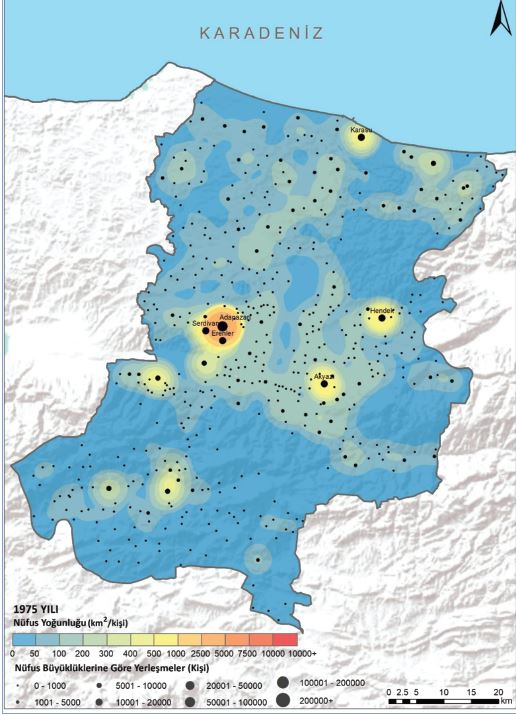 KARADENİZ
Karasu
Hendek
Adapazarı
Serdivan
Erenler
Akyazı
1975 YILI
Nüfus Yoğunluğu (km²/kişi)
0 50 100 200 300 400 500 1000 2500 5000 7500 10000 10000+
Nüfus Büyüklüklerine Göre Yerleşmeler (Kişi)
0 - 1000 5001 - 10000 20001 - 50000 100001 - 200000
1001 - 5000 10001 - 20000 50001 - 100000 200000+
0 2.5 5 10 15 20
km